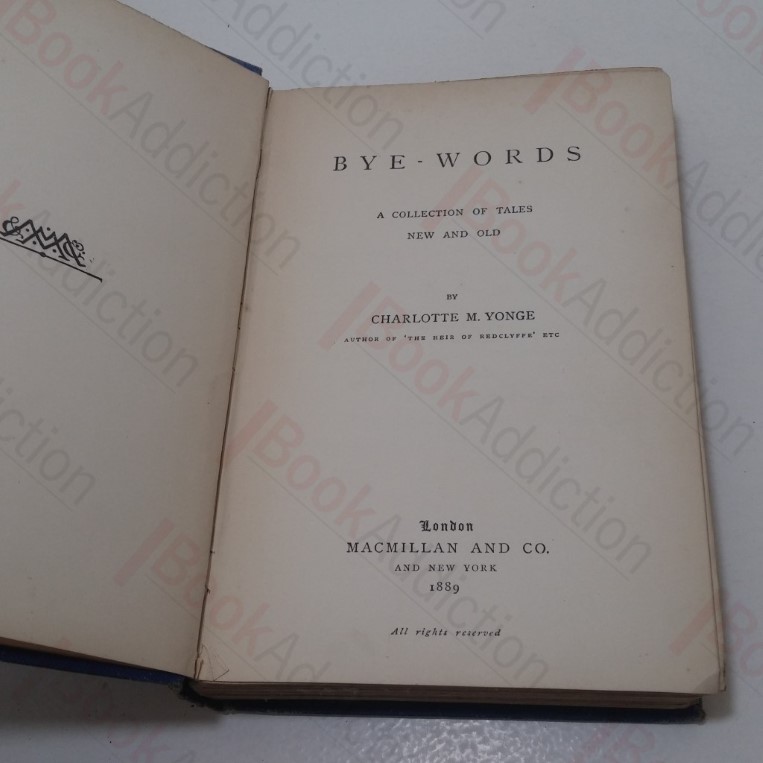 BYE-WORDS
A COLLECTION OF TALES
NEW AND OLD
BY
CHARLOTTE M. YONGE
AUTHOR OF 'THE HEIR OF REDCLYFFE' ETC
London
MACMILLAN AND CO.
AND NEW YORK
1889
All rights reserved
BookAddiction